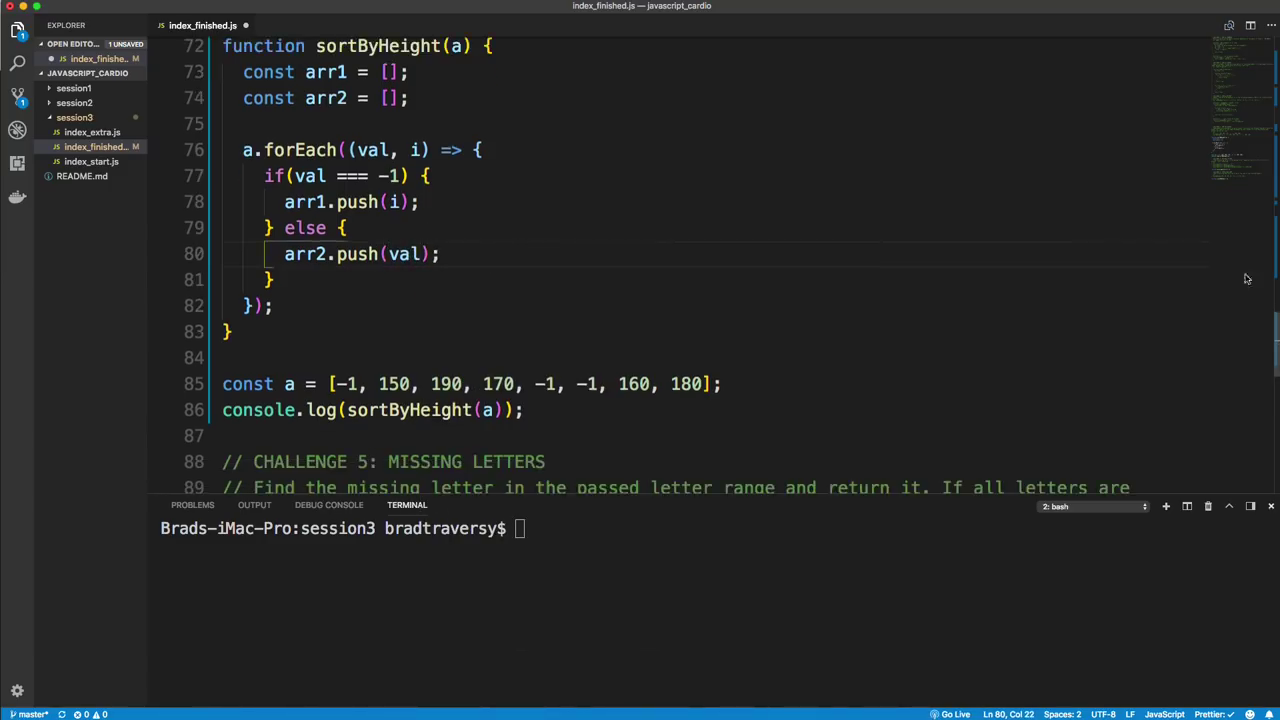 index_finished.js — javascript_cardio
EXPLORER
index_finished.js
OPEN EDITO... 1 UNSAVED
index_finishe... M
JAVASCRIPT_CARDIO
session1
session2
session3
index_extra.js
index_finished... M
index_start.js
README.md
72 function sortByHeight(a) {
73 const arr1 = [];
74 const arr2 = [];
75
76 a.forEach((val, i) => {
77 if(val === -1) {
78 arr1.push(i);
79 } else {
80 arr2.push(val);
81 }
82 });
83 }
84
85 const a = [-1, 150, 190, 170, -1, -1, 160, 180];
86 console.log(sortByHeight(a));
87
88 // CHALLENGE 5: MISSING LETTERS
89 // Find the missing letter in the passed letter range and return it. If all letters are
PROBLEMS OUTPUT DEBUG CONSOLE TERMINAL 2: bash
Brads-iMac-Pro:session3 bradtraversy$
master* 0 0 Go Live Ln 80, Col 22 Spaces: 2 UTF-8 LF JavaScript Prettier: ✓